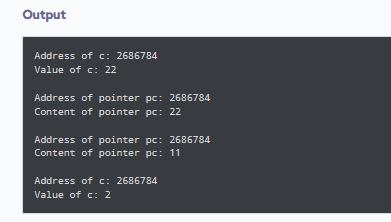 Output
Address of c: 2686784
Value of c: 22
Address of pointer pc: 2686784
Content of pointer pc: 22
Address of pointer pc: 2686784
Content of pointer pc: 11
Address of c: 2686784
Value of c: 2